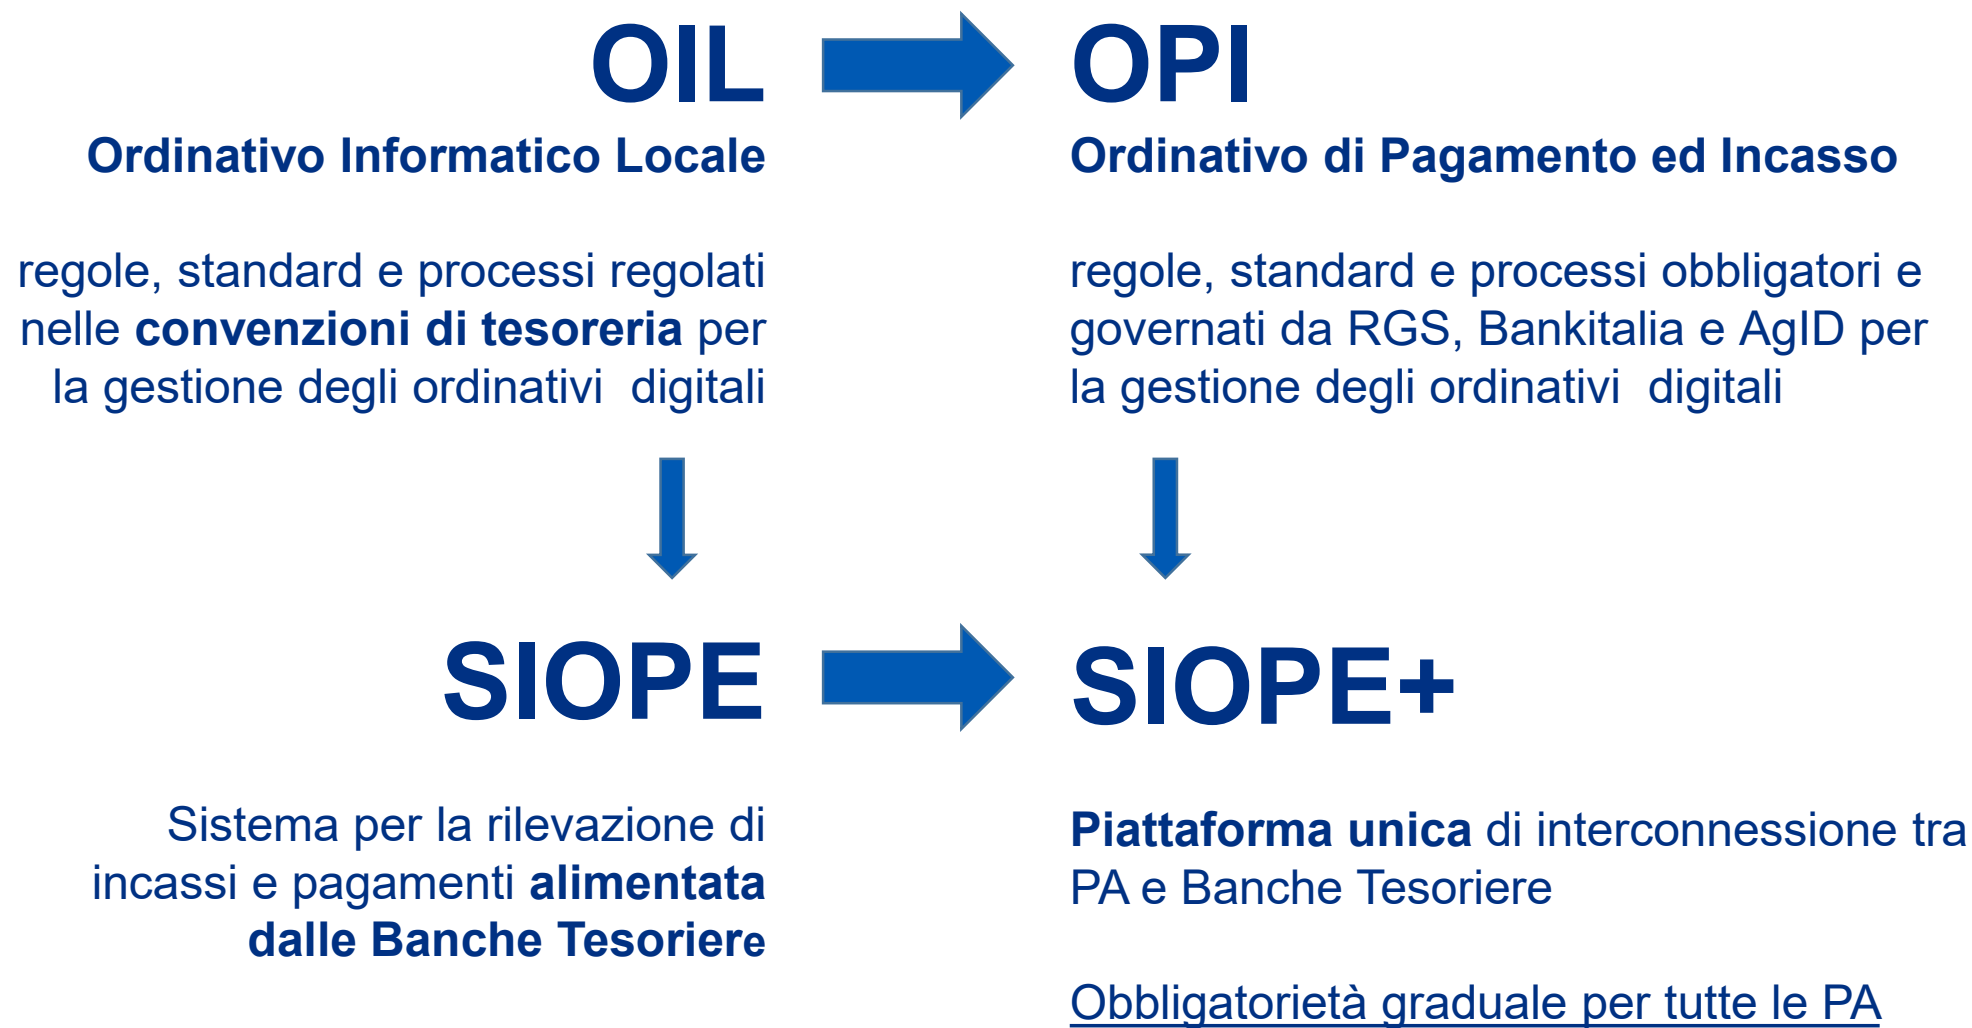 OIL
Ordinativo Informatico Locale
regole, standard e processi regolati
nelle convenzioni di tesoreria per
la gestione degli ordinativi digitali
OPI
Ordinativo di Pagamento ed Incasso
regole, standard e processi obbligatori e
governati da RGS, Bankitalia e AgID per
la gestione degli ordinativi digitali
SIOPE
Sistema per la rilevazione di
incassi e pagamenti alimentata
dalle Banche Tesoriere
SIOPE+
Piattaforma unica di interconnessione tra
PA e Banche Tesoriere
Obbligatorietà graduale per tutte le PA